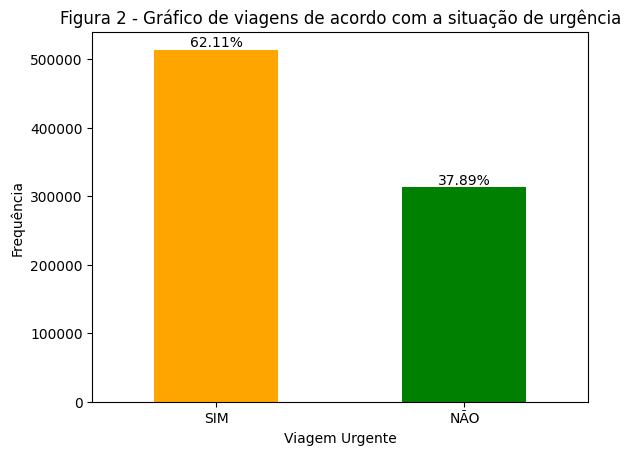 Figura 2 - Gráfico de viagens de acordo com a situação de urgência
62.11%
500000
400000
37.89%
300000
Frequência
200000
100000
0
SIM
NÃO
Viagem Urgente